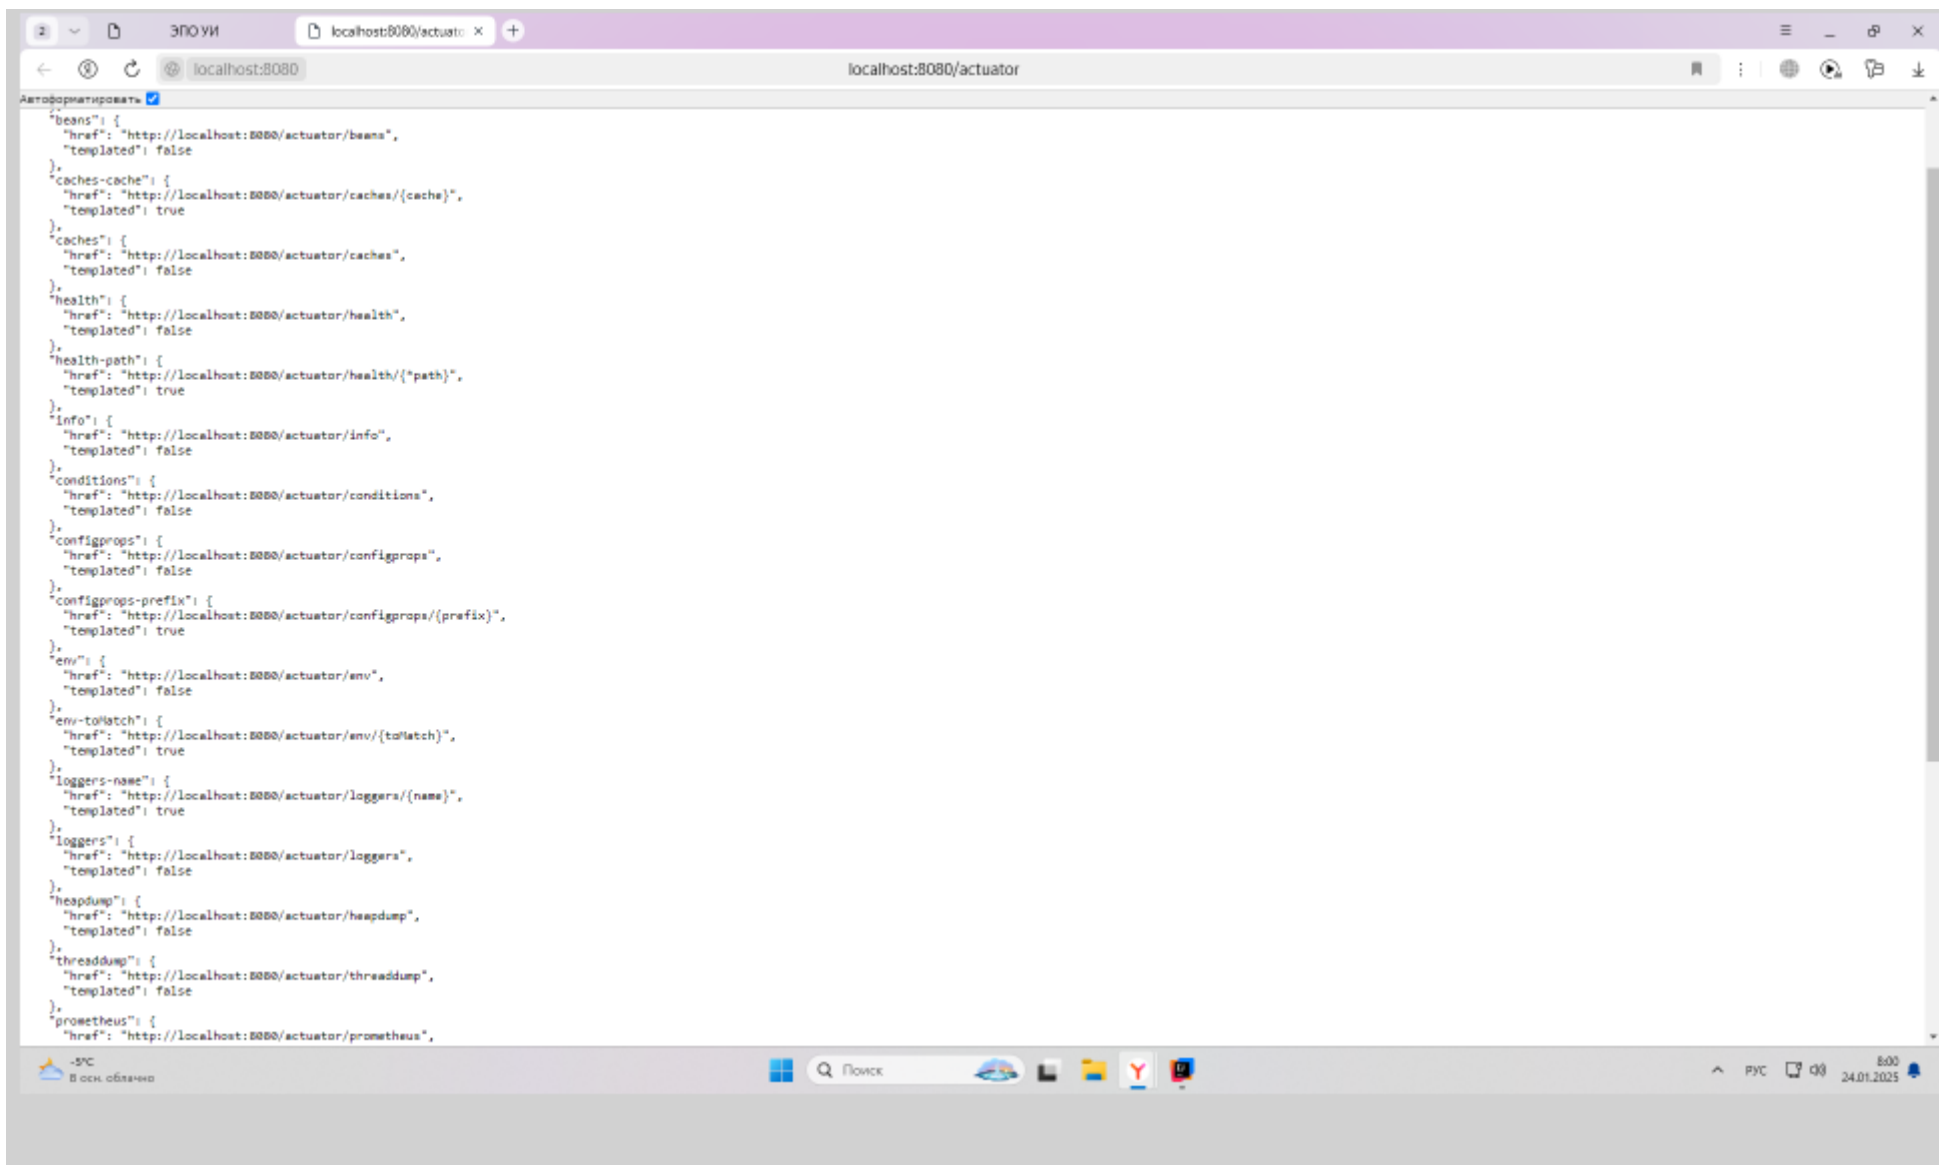 2 ЭПО УИ localhost:8080/actuato
localhost:8080 localhost:8080/actuator
Автоформатировать
"beans": {
"href": "http://localhost:8080/actuator/beans",
"templated": false
},
"caches-cache": {
"href": "http://localhost:8080/actuator/caches/{cache}",
"templated": true
},
"caches": {
"href": "http://localhost:8080/actuator/caches",
"templated": false
},
"health": {
"href": "http://localhost:8080/actuator/health",
"templated": false
},
"health-path": {
"href": "http://localhost:8080/actuator/health/{*path}",
"templated": true
},
"info": {
"href": "http://localhost:8080/actuator/info",
"templated": false
},
"conditions": {
"href": "http://localhost:8080/actuator/conditions",
"templated": false
},
"configprops": {
"href": "http://localhost:8080/actuator/configprops",
"templated": false
},
"configprops-prefix": {
"href": "http://localhost:8080/actuator/configprops/{prefix}",
"templated": true
},
"env": {
"href": "http://localhost:8080/actuator/env",
"templated": false
},
"env-toMatch": {
"href": "http://localhost:8080/actuator/env/{toMatch}",
"templated": true
},
"loggers-name": {
"href": "http://localhost:8080/actuator/loggers/{name}",
"templated": true
},
"loggers": {
"href": "http://localhost:8080/actuator/loggers",
"templated": false
},
"heapdump": {
"href": "http://localhost:8080/actuator/heapdump",
"templated": false
},
"threaddump": {
"href": "http://localhost:8080/actuator/threaddump",
"templated": false
},
"prometheus": {
"href": "http://localhost:8080/actuator/prometheus",
-5°C
В осн. облачно
Поиск
РУС
8:00
24.01.2025